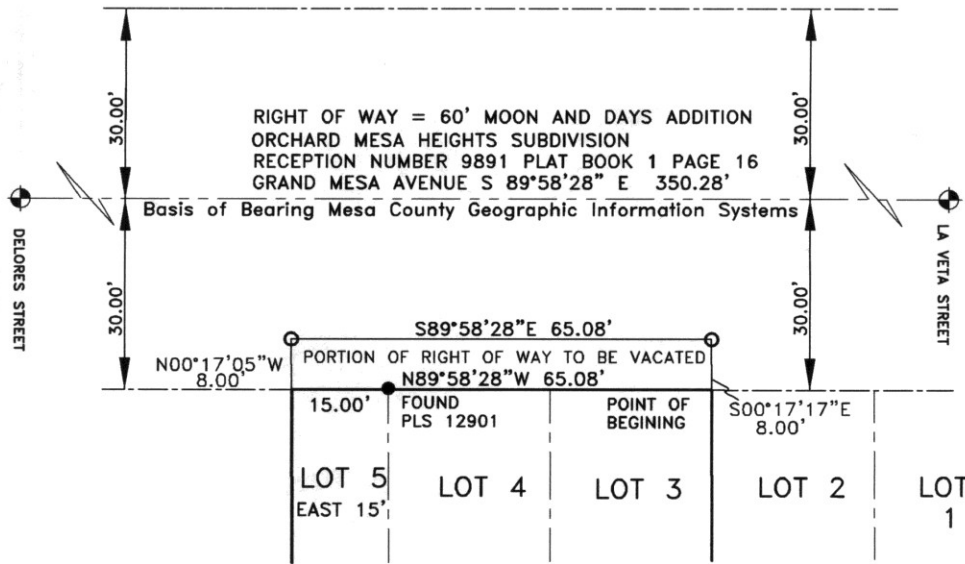 30.00'
30.00'
RIGHT OF WAY = 60' MOON AND DAYS ADDITION
ORCHARD MESA HEIGHTS SUBDIVISION
RECEPTION NUMBER 9891 PLAT BOOK 1 PAGE 16
GRAND MESA AVENUE S 89°58'28" E 350.28'
Basis of Bearing Mesa County Geographic Information Systems
DELORES STREET
LA VETA STREET
30.00'
30.00'
S89°58'28"E 65.08'
PORTION OF RIGHT OF WAY TO BE VACATED
N00°17'05"W
8.00'
N89°58'28"W 65.08'
15.00'
FOUND
PLS 12901
POINT OF
BEGINING
S00°17'17"E
8.00'
LOT 5
EAST 15'
LOT 4
LOT 3
LOT 2
LOT
1